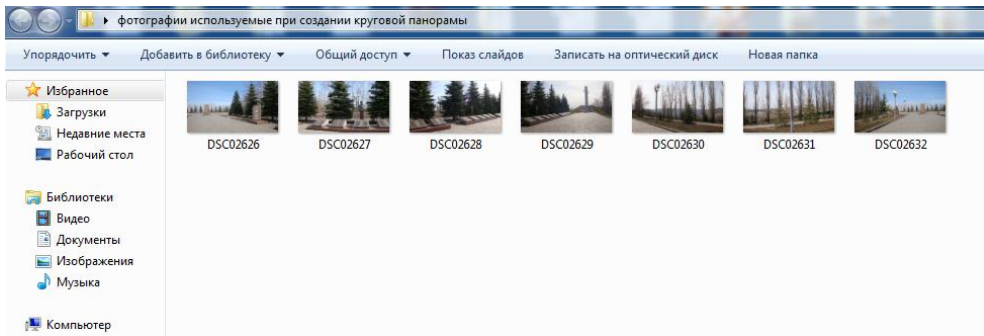 фотографии используемые при создании круговой панорамы
Упорядочить Добавить в библиотеку Общий доступ Показ слайдов Записать на оптический диск Новая папка
Избранное
Загрузки
Недавние места
Рабочий стол
Библиотеки
Видео
Документы
Изображения
Музыка
Компьютер
DSC02626 DSC02627 DSC02628 DSC02629 DSC02630 DSC02631 DSC02632